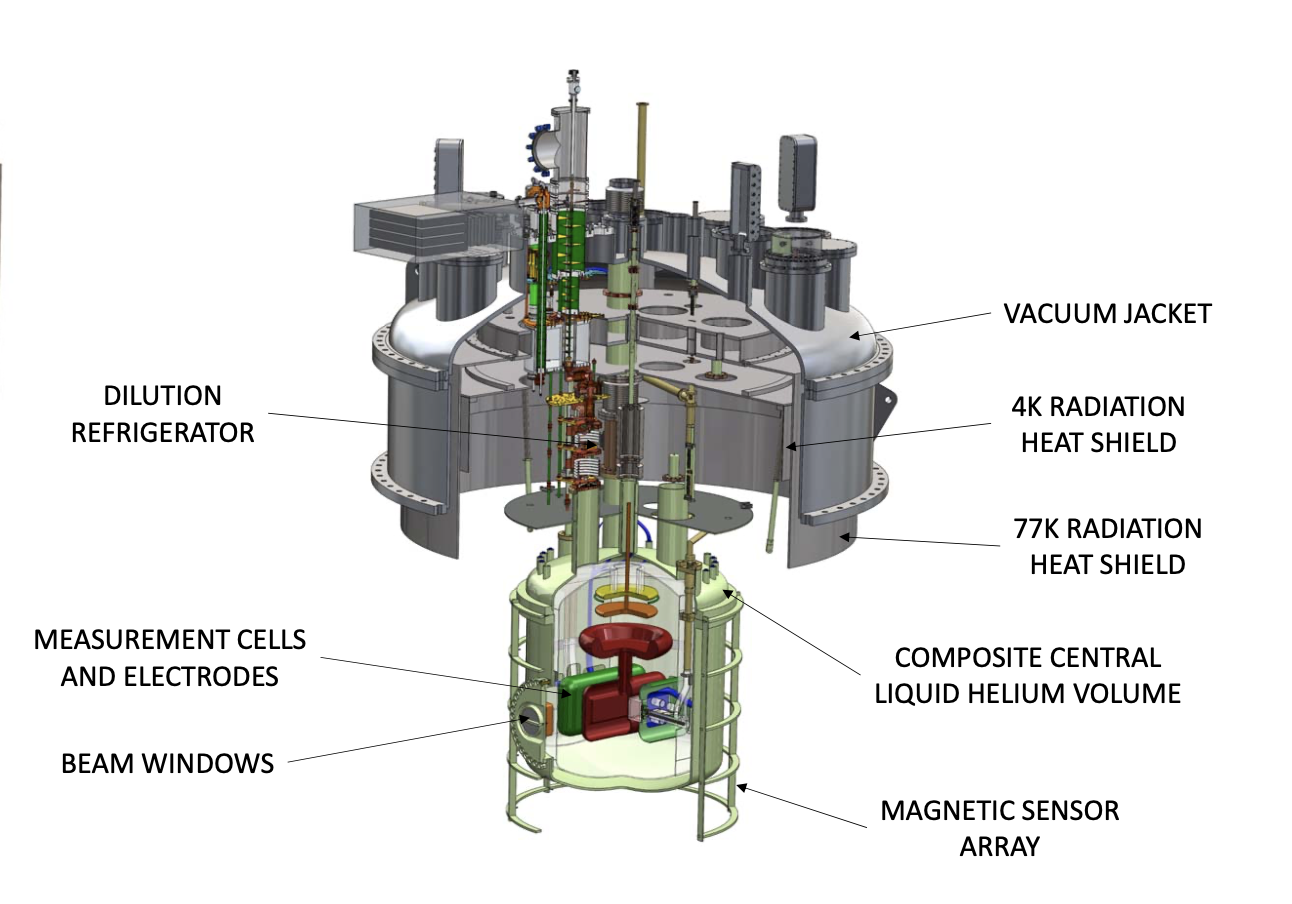 VACUUM JACKET
DILUTION
REFRIGERATOR
4K RADIATION
HEAT SHIELD
77K RADIATION
HEAT SHIELD
MEASUREMENT CELLS
AND ELECTRODES
COMPOSITE CENTRAL
LIQUID HELIUM VOLUME
BEAM WINDOWS
MAGNETIC SENSOR
ARRAY